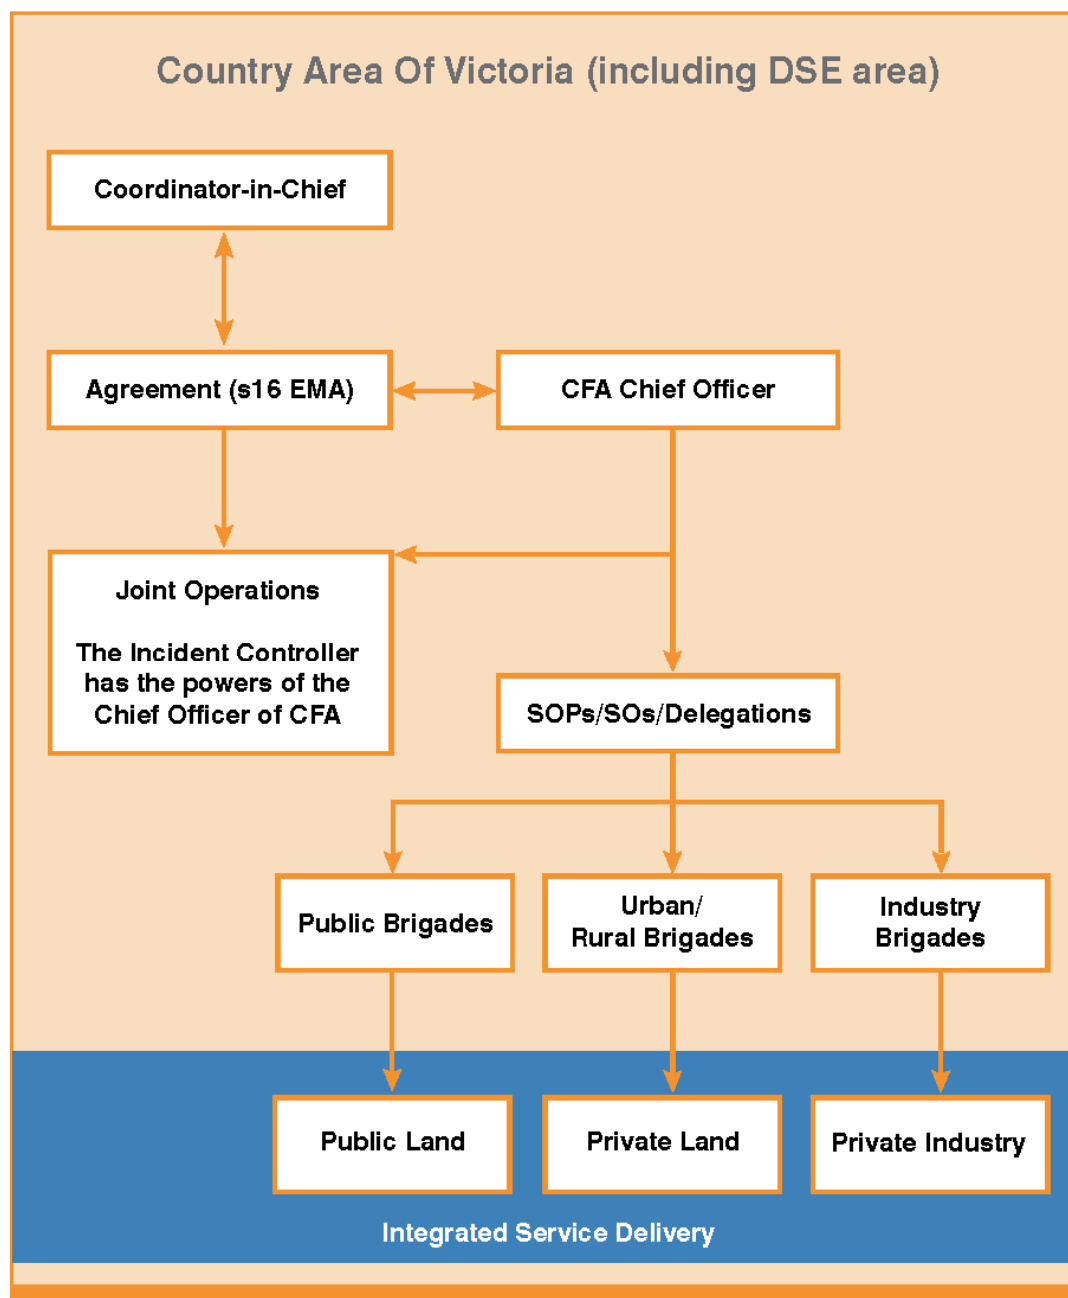 Country Area Of Victoria (including DSE area)
Coordinator-in-Chief
Agreement (s16 EMA)
CFA Chief Officer
Joint Operations
The Incident Controller
has the powers of the
Chief Officer of CFA
SOPs/SOs/Delegations
Public Brigades
Urban/
Rural Brigades
Industry
Brigades
Public Land
Private Land
Private Industry
Integrated Service Delivery